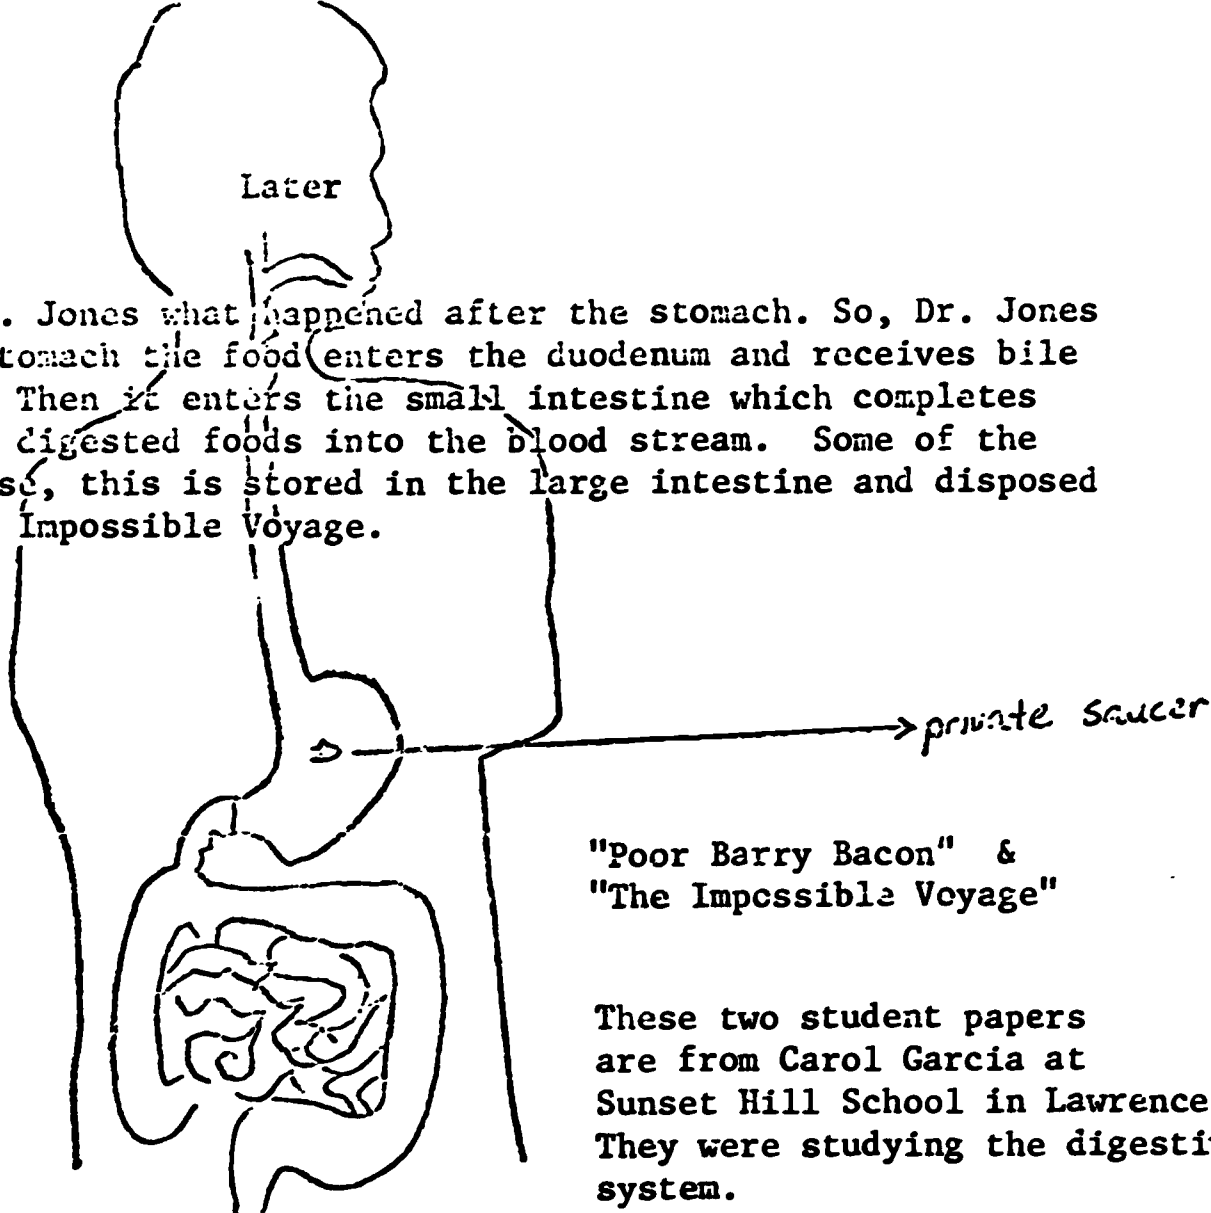 Later
. Jones what happened after the stomach. So, Dr. Jones
tomach the food enters the duodenum and receives bile
Then it enters the small intestine which completes
digested foods into the blood stream. Some of the
se, this is stored in the large intestine and disposed
Impossible Voyage.
private saucer
"Poor Barry Bacon" &
"The Impossible Voyage"
These two student papers
are from Carol Garcia at
Sunset Hill School in Lawrence
They were studying the digesti
system.